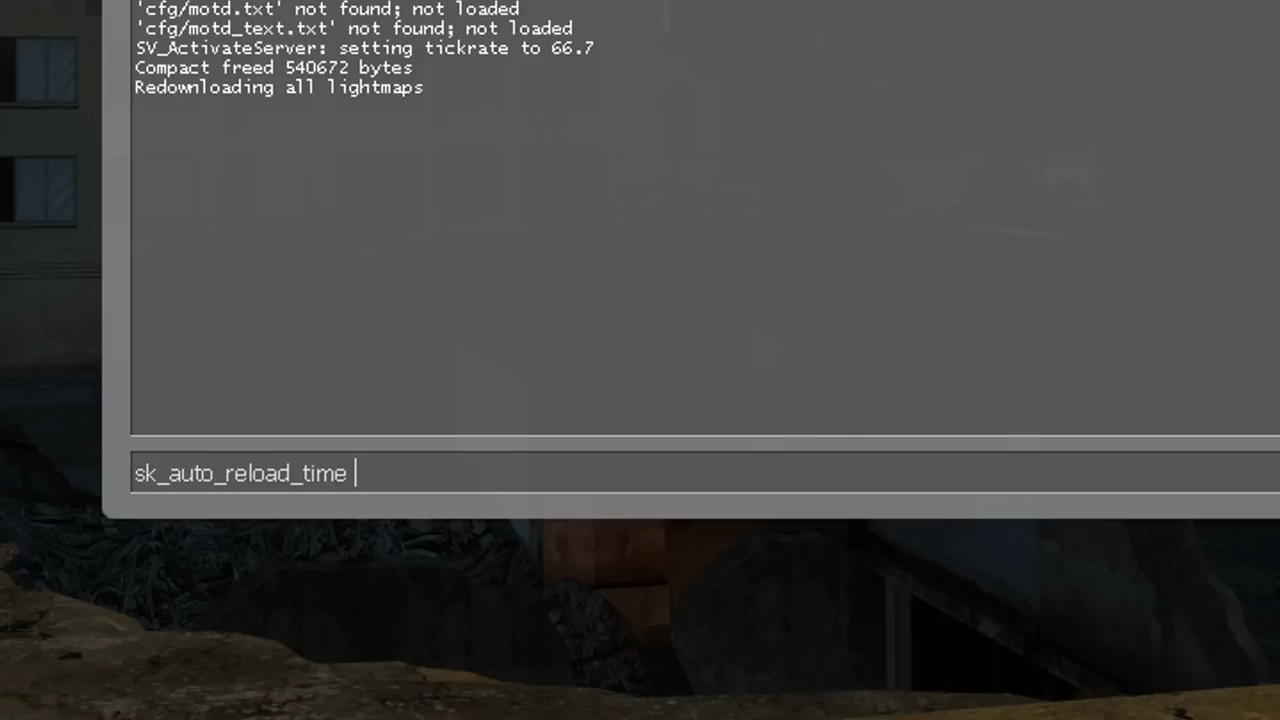 'cfg/motd.txt' not found; not loaded
'cfg/motd_text.txt' not found; not loaded
SV_ActivateServer: setting tickrate to 66.7
Compact freed 540672 bytes
Redownloading all lightmaps
sk_auto_reload_time